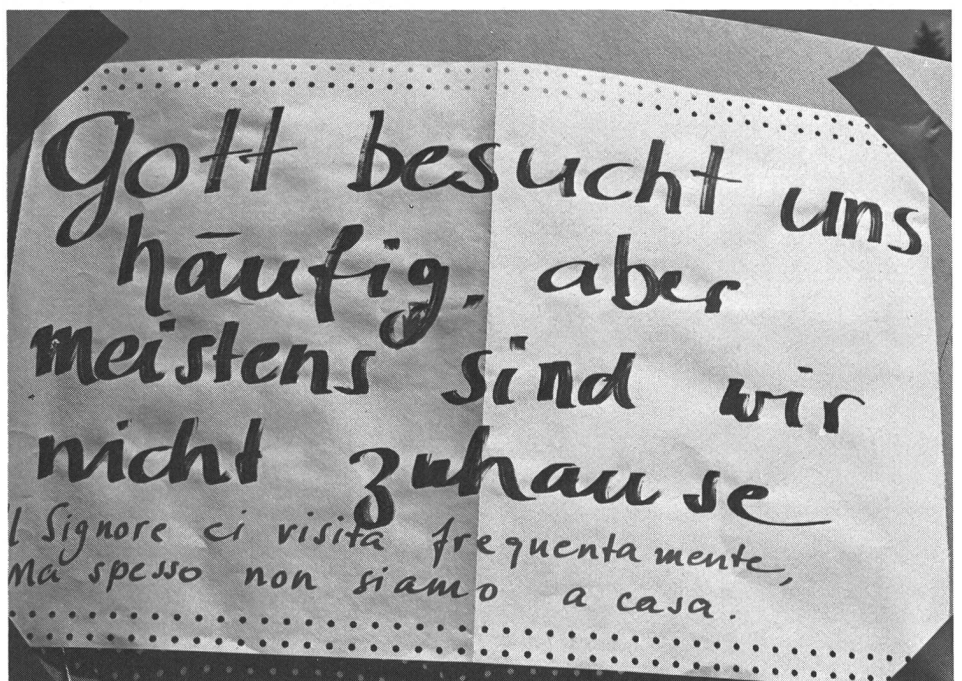 Gott besucht uns
häufig, aber
meistens sind wir
nicht zuhause
Il Signore ci visita frequentamente,
Ma spesso non siamo a casa.